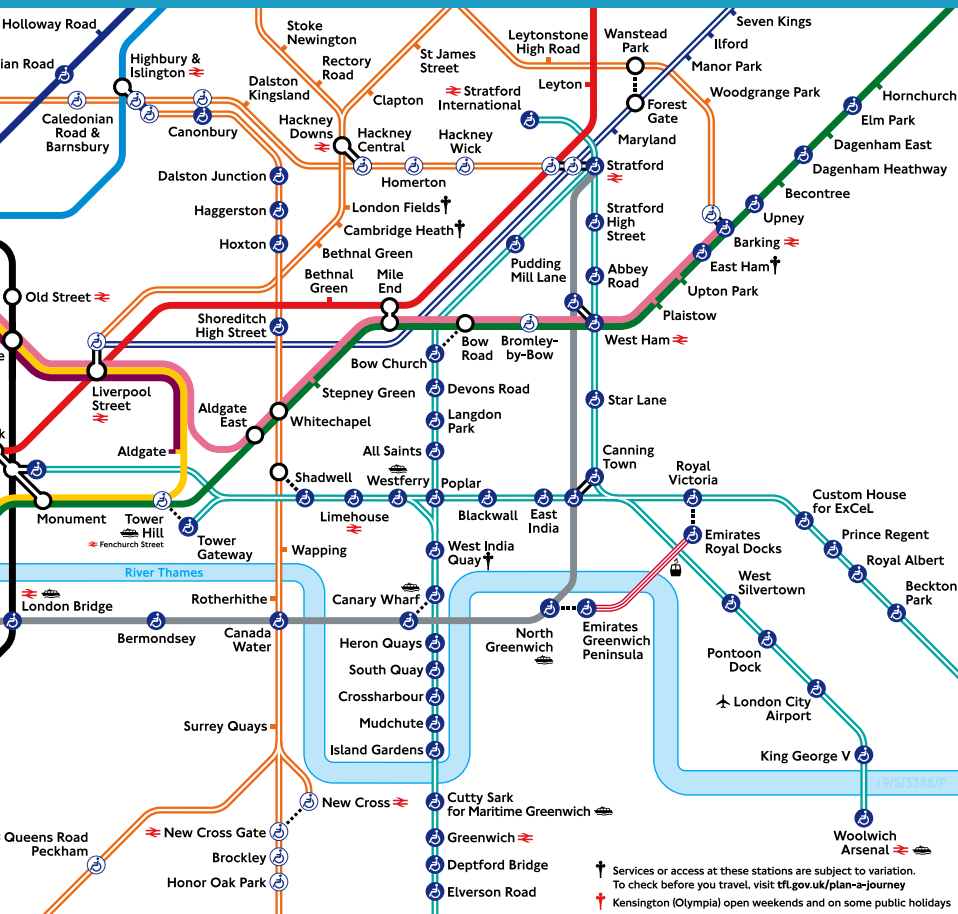 Holloway Road
ian Road
Highbury &
Islington
Caledonian
Road &
Barnsbury
Canonbury
Dalston
Kingsland
Stoke
Newington
Rectory
Road
St James
Street
Clapton
Hackney
Downs
Hackney
Central
Hackney
Wick
Homerton
Leytonstone
High Road
Wanstead
Park
Leyton
Stratford
International
Seven Kings
Ilford
Manor Park
Woodgrange Park
Forest
Gate
Maryland
Stratford
Hornchurch
Elm Park
Dagenham East
Dagenham Heathway
Becontree
Upney
Barking
East Ham
Upton Park
Plaistow
Dalston Junction
Haggerston
Hoxton
London Fields
Cambridge Heath
Bethnal Green
Bethnal
Green
Mile
End
Stratford
High
Street
Pudding
Mill Lane
Abbey
Road
Old Street
Shoreditch
High Street
e
Bow Church
Bow
Road
Bromley-
by-Bow
West Ham
Liverpool
Street
Stepney Green
Devons Road
Aldgate
East
Whitechapel
Langdon
Park
Star Lane
k
Aldgate
All Saints
Canning
Town
Shadwell
Westferry
Poplar
Royal
Victoria
Monument
Tower
Hill
Fenchurch Street
Tower
Gateway
Limehouse
Blackwall
East
India
Custom House
for ExCeL
Prince Regent
Royal Albert
Beckton
Park
Emirates
Royal Docks
Wapping
West India
Quay
River Thames
West
Silvertown
London Bridge
Rotherhithe
Canary Wharf
Bermondsey
Canada
Water
North
Greenwich
Emirates
Greenwich
Peninsula
Heron Quays
South Quay
Crossharbour
Mudchute
Island Gardens
Pontoon
Dock
London City
Airport
Surrey Quays
King George V
19/S/3388/P
New Cross
Cutty Sark
for Maritime Greenwich
Queens Road
Peckham
New Cross Gate
Greenwich
Woolwich
Arsenal
Brockley
Deptford Bridge
Honor Oak Park
Elverson Road
Services or access at these stations are subject to variation.
To check before you travel, visit tfl.gov.uk/plan-a-journey
Kensington (Olympia) open weekends and on some public holidays